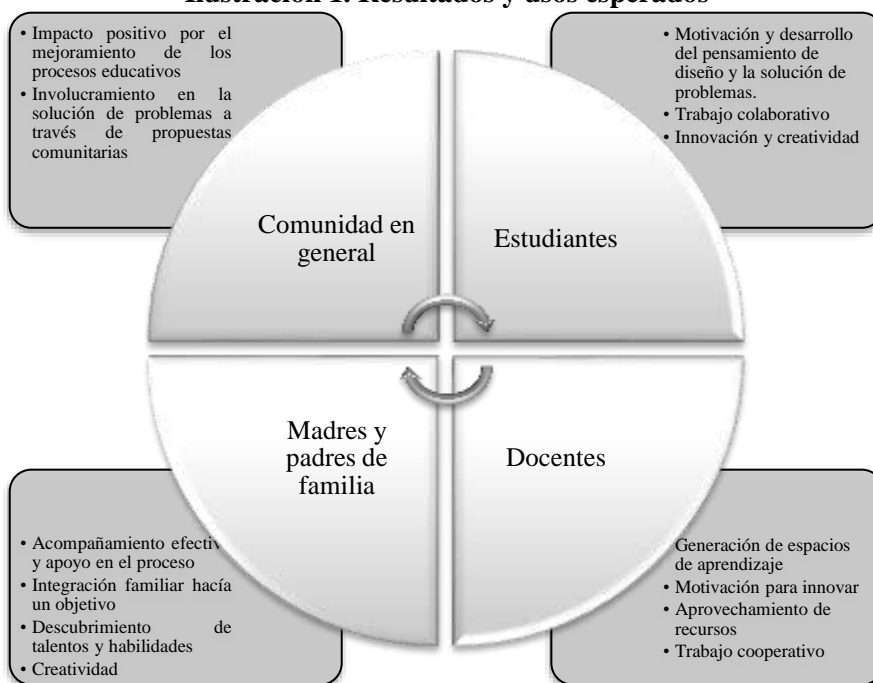 Ilustración 1. Resultados y usos esperados
• Impacto positivo por el
mejoramiento de los
procesos educativos
• Involucramiento en la
solución de problemas a
través de propuestas
comunitarias
• Motivación y desarrollo
del pensamiento de
diseño y la solución de
problemas.
• Trabajo colaborativo
• Innovación y creatividad
Comunidad en
general
Estudiantes
Madres y
padres de
familia
Docentes
• Acompañamiento efectiv
y apoyo en el proceso
• Integración familiar hacía
un objetivo
• Descubrimiento de
talentos y habilidades
• Creatividad
Generación de espacios
de aprendizaje
• Motivación para innovar
• Aprovechamiento de
recursos
• Trabajo cooperativo